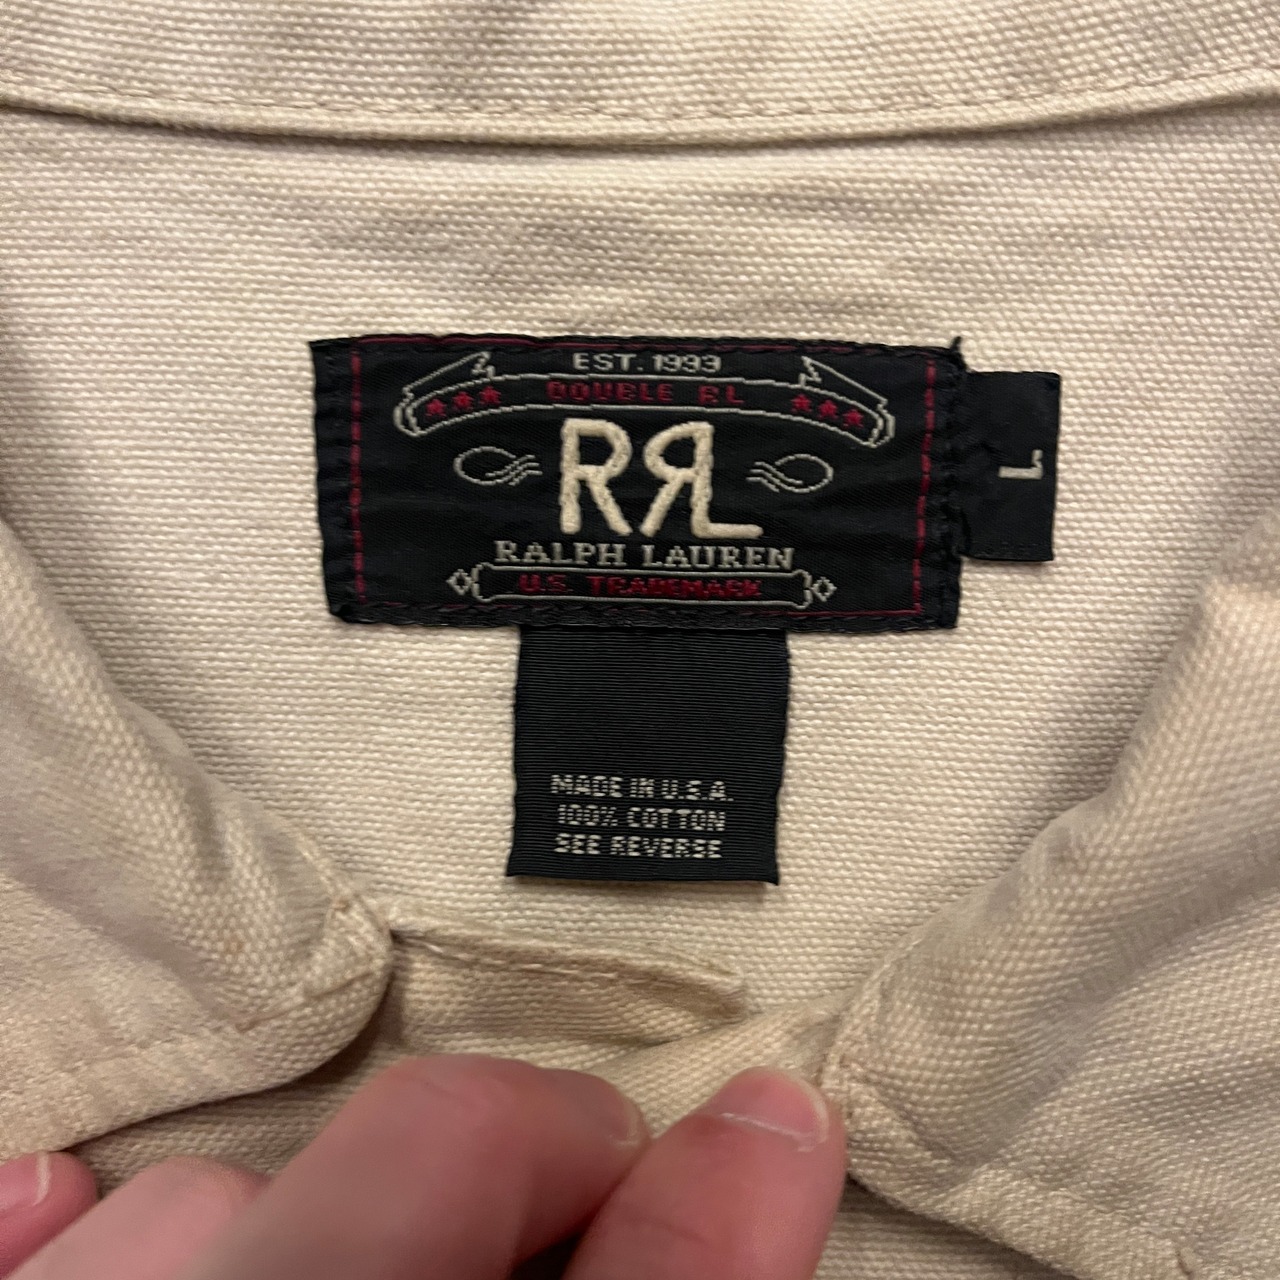 EST. 1993
DOUBLE RL
RRL
RALPH LAUREN
U.S. TRADEMARK
L
MADE IN U.S.A.
100% COTTON
SEE REVERSE